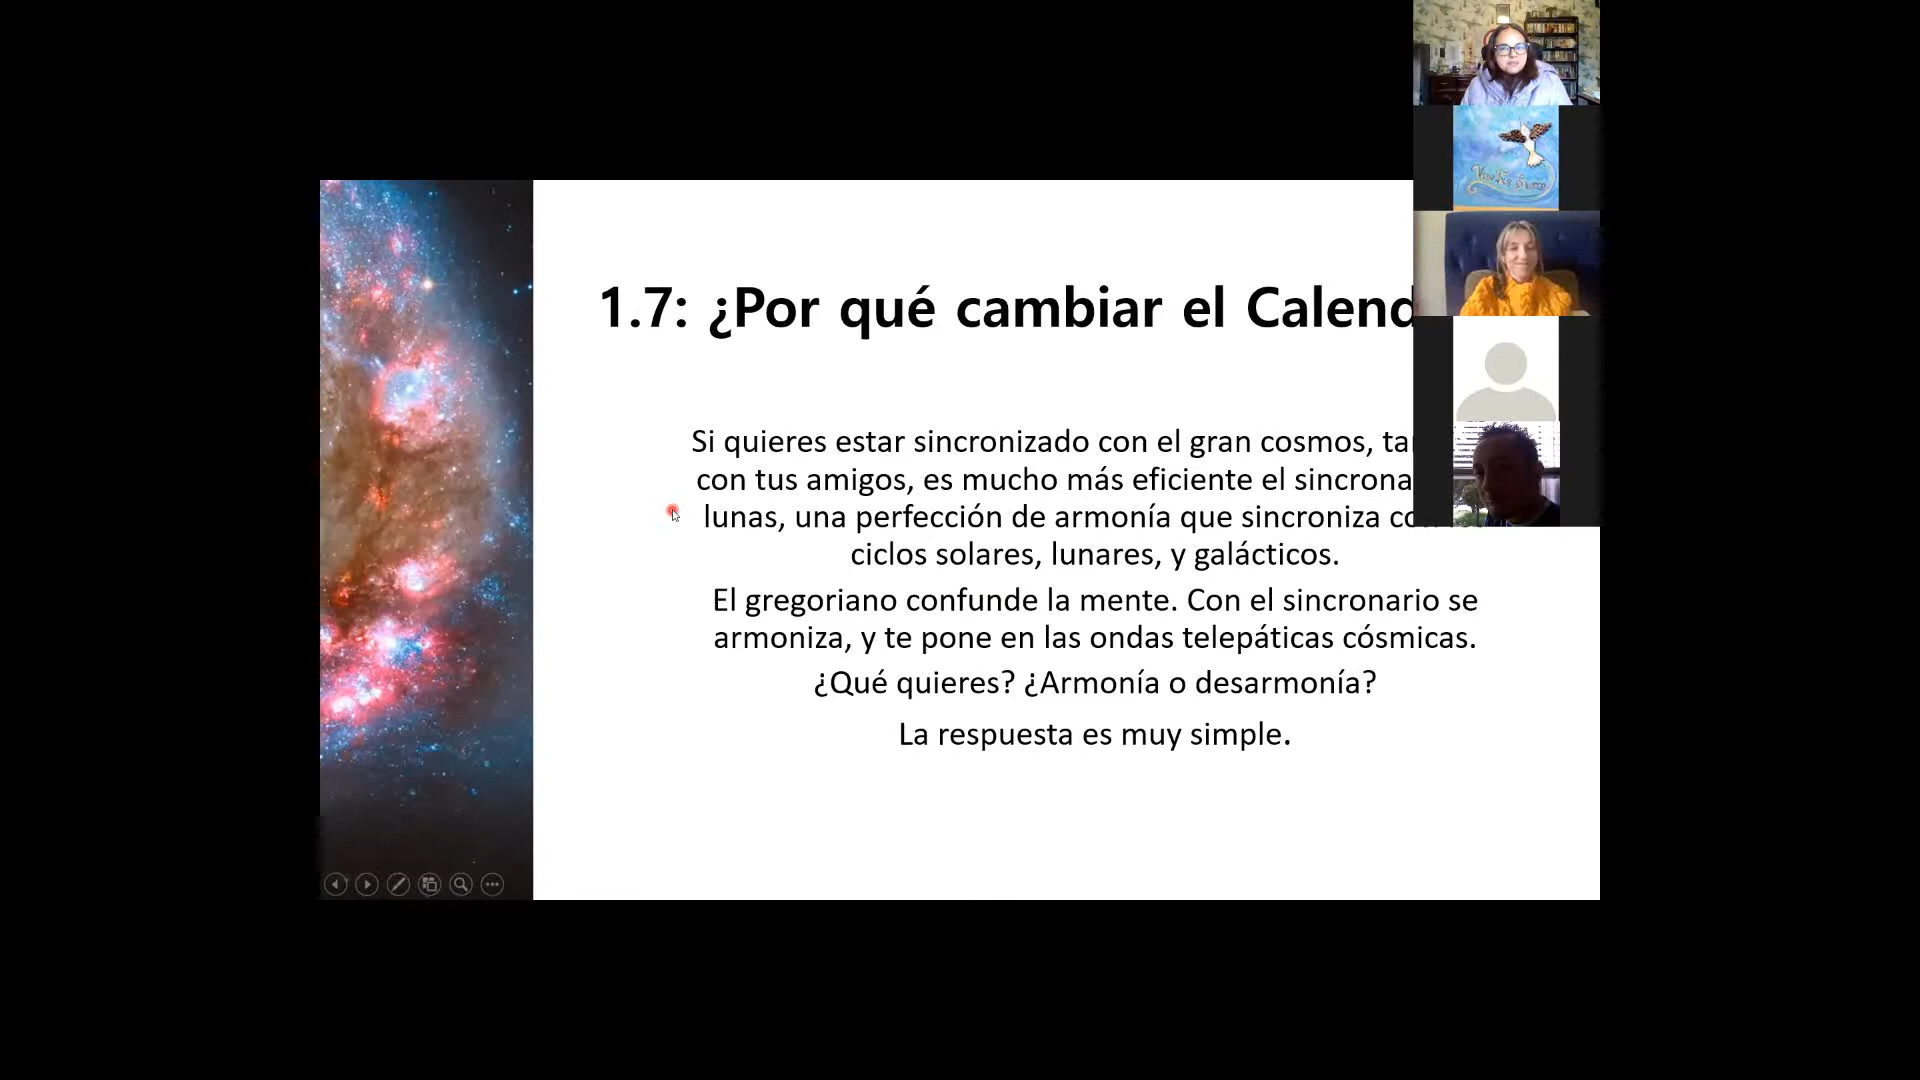 1.7: ¿Por qué cambiar el Calend
Si quieres estar sincronizado con el gran cosmos,
con tus amigos, es mucho más eficiente el
lunas, una perfección de armonía que sincroniza
ciclos solares, lunares, y galácticos.
El gregoriano confunde la mente. Con el sincronario se
armoniza, y te pone en las ondas telepáticas cósmicas.
¿Qué quieres? ¿Armonía o desarmonía?
La respuesta es muy simple.